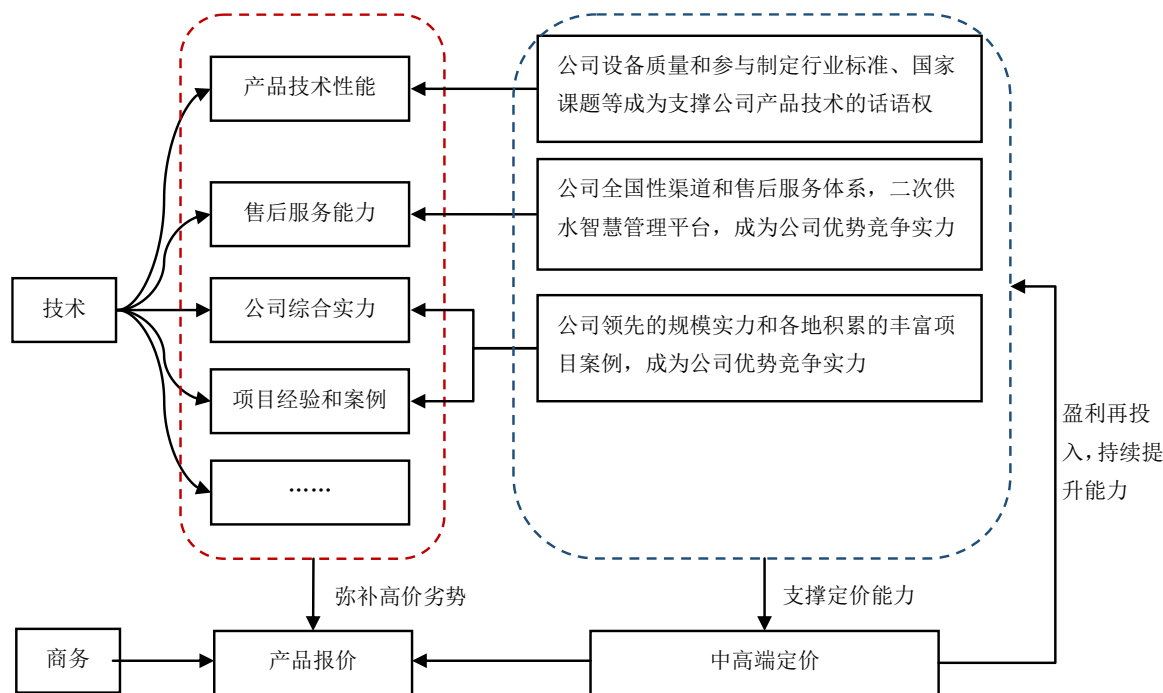 产品技术性能
公司设备质量和参与制定行业标准、国家
课题等成为支撑公司产品技术的话语权
售后服务能力
公司全国性渠道和售后服务体系，二次供
水智慧管理平台，成为公司优势竞争实力
技术
公司综合实力
公司领先的规模实力和各地积累的丰富项
目案例，成为公司优势竞争实力
项目经验和案例
……
盈利再投
入，持续提
升能力
弥补高价劣势
支撑定价能力
商务
产品报价
中高端定价